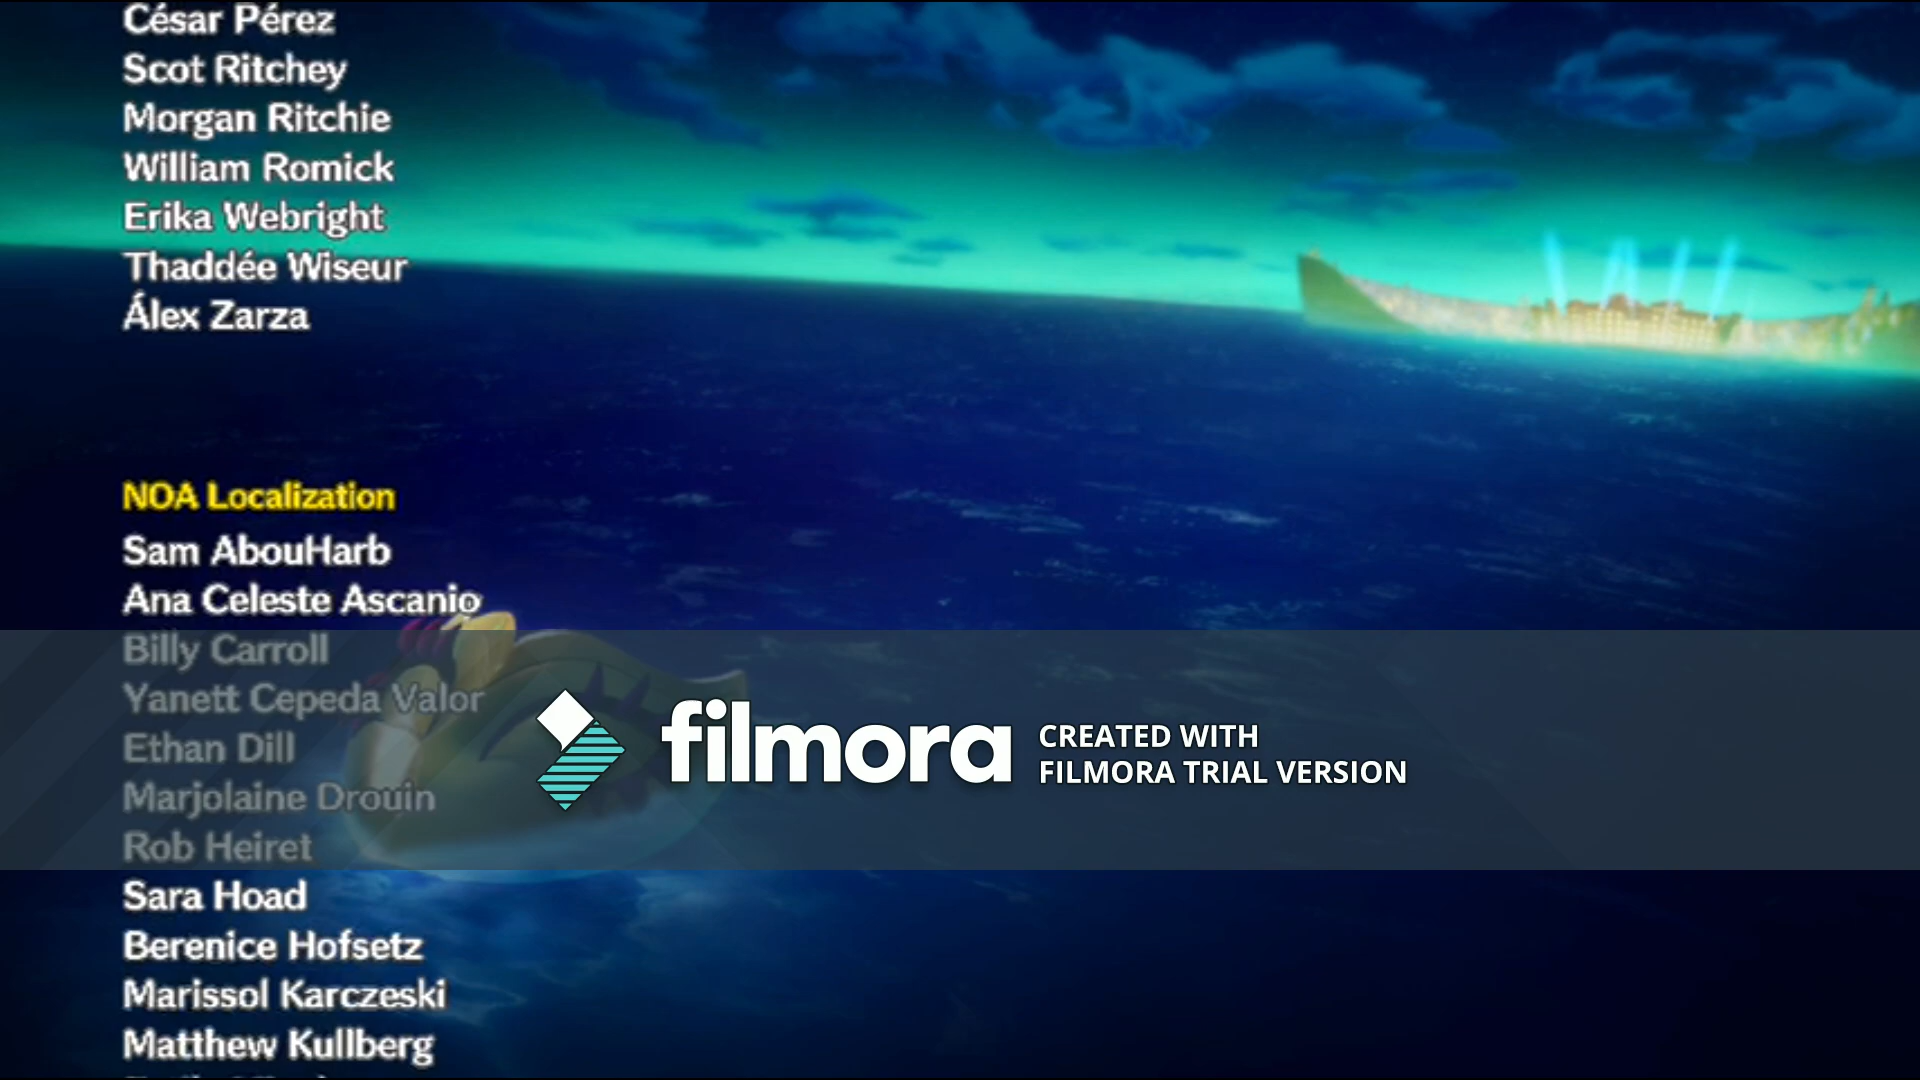 César Pérez
Scot Ritchey
Morgan Ritchie
William Romick
Erika Webright
Thaddée Wiseur
Álex Zarza
NOA Localization
Sam AbouHarb
Ana Celeste Ascanio
Billy Carroll
Yanett Cepeda Valor
Ethan Dill
Marjolaine Drouin
Rob Heiret
Sara Hoad
Berenice Hofsetz
Marissol Karczeski
Matthew Kullberg
filmora
CREATED WITH
FILMORA TRIAL VERSION